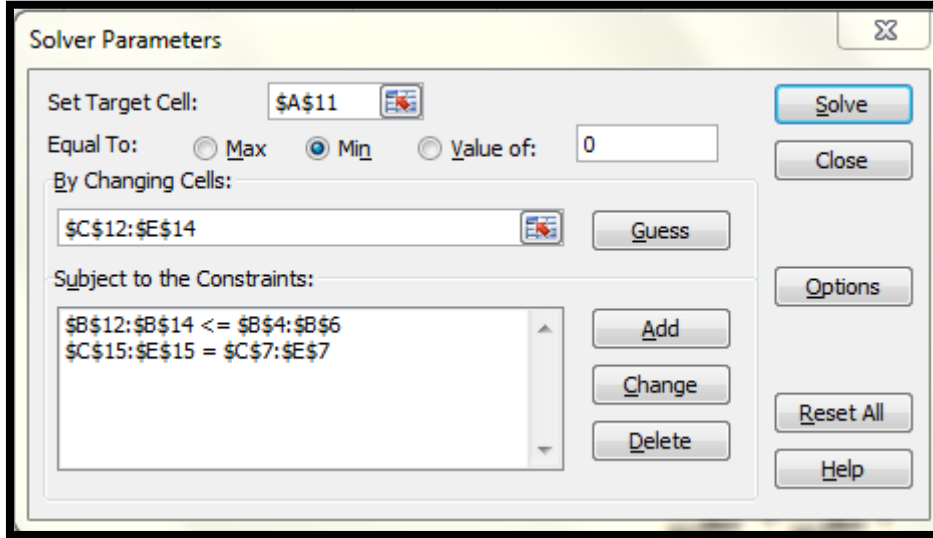 Solver Parameters
Set Target Cell: $A$11
Solve
Equal To: Max Min Value of: 0
Close
By Changing Cells:
$C$12:$E$14
Guess
Subject to the Constraints:
Options
$B$12:$B$14 <= $B$4:$B$6
$C$15:$E$15 = $C$7:$E$7
Add
Change
Reset All
Delete
Help